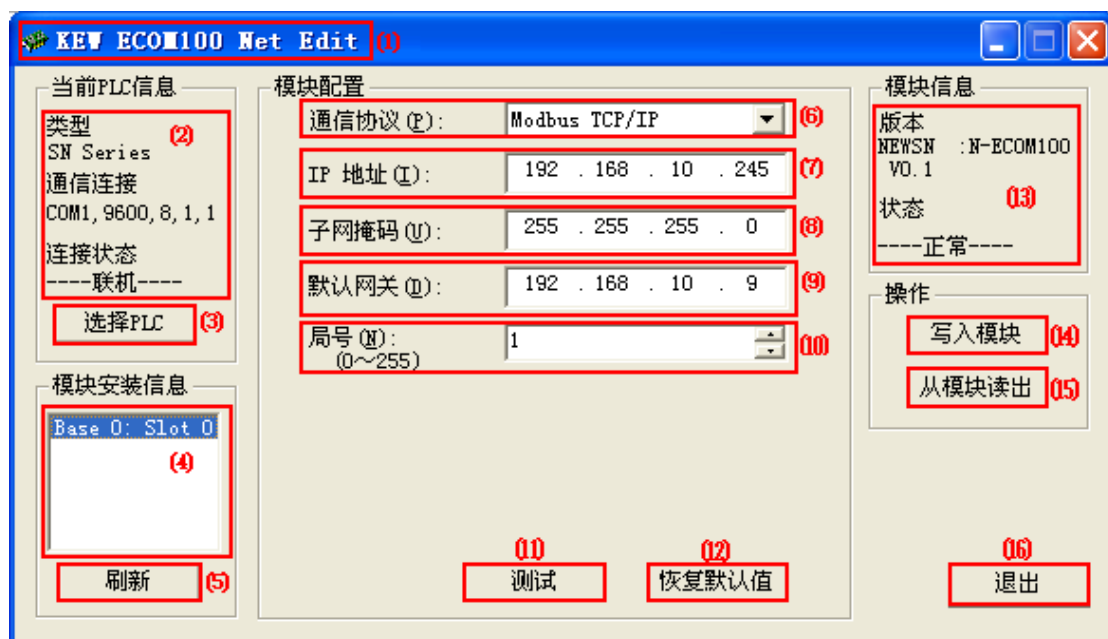 KEW ECOM100 Net Edit (1)
当前PLC信息
类型 (2)
SN Series
通信连接
COM1,9600,8,1,1
连接状态
----联机----
选择PLC (3)
模块安装信息
Base 0: Slot 0
(4)
刷新 (5)
模块配置
通信协议(P): Modbus TCP/IP (6)
IP 地址(I): 192 . 168 . 10 . 245 (7)
子网掩码(U): 255 . 255 . 255 . 0 (8)
默认网关(D): 192 . 168 . 10 . 9 (9)
局号(N): 1 (10)
(0～255)
(11) (12)
测试 恢复默认值
模块信息
版本
NEWSN :N-ECOM100
V0.1
状态 (13)
----正常----
操作
写入模块 (14)
从模块读出 (15)
(16)
退出